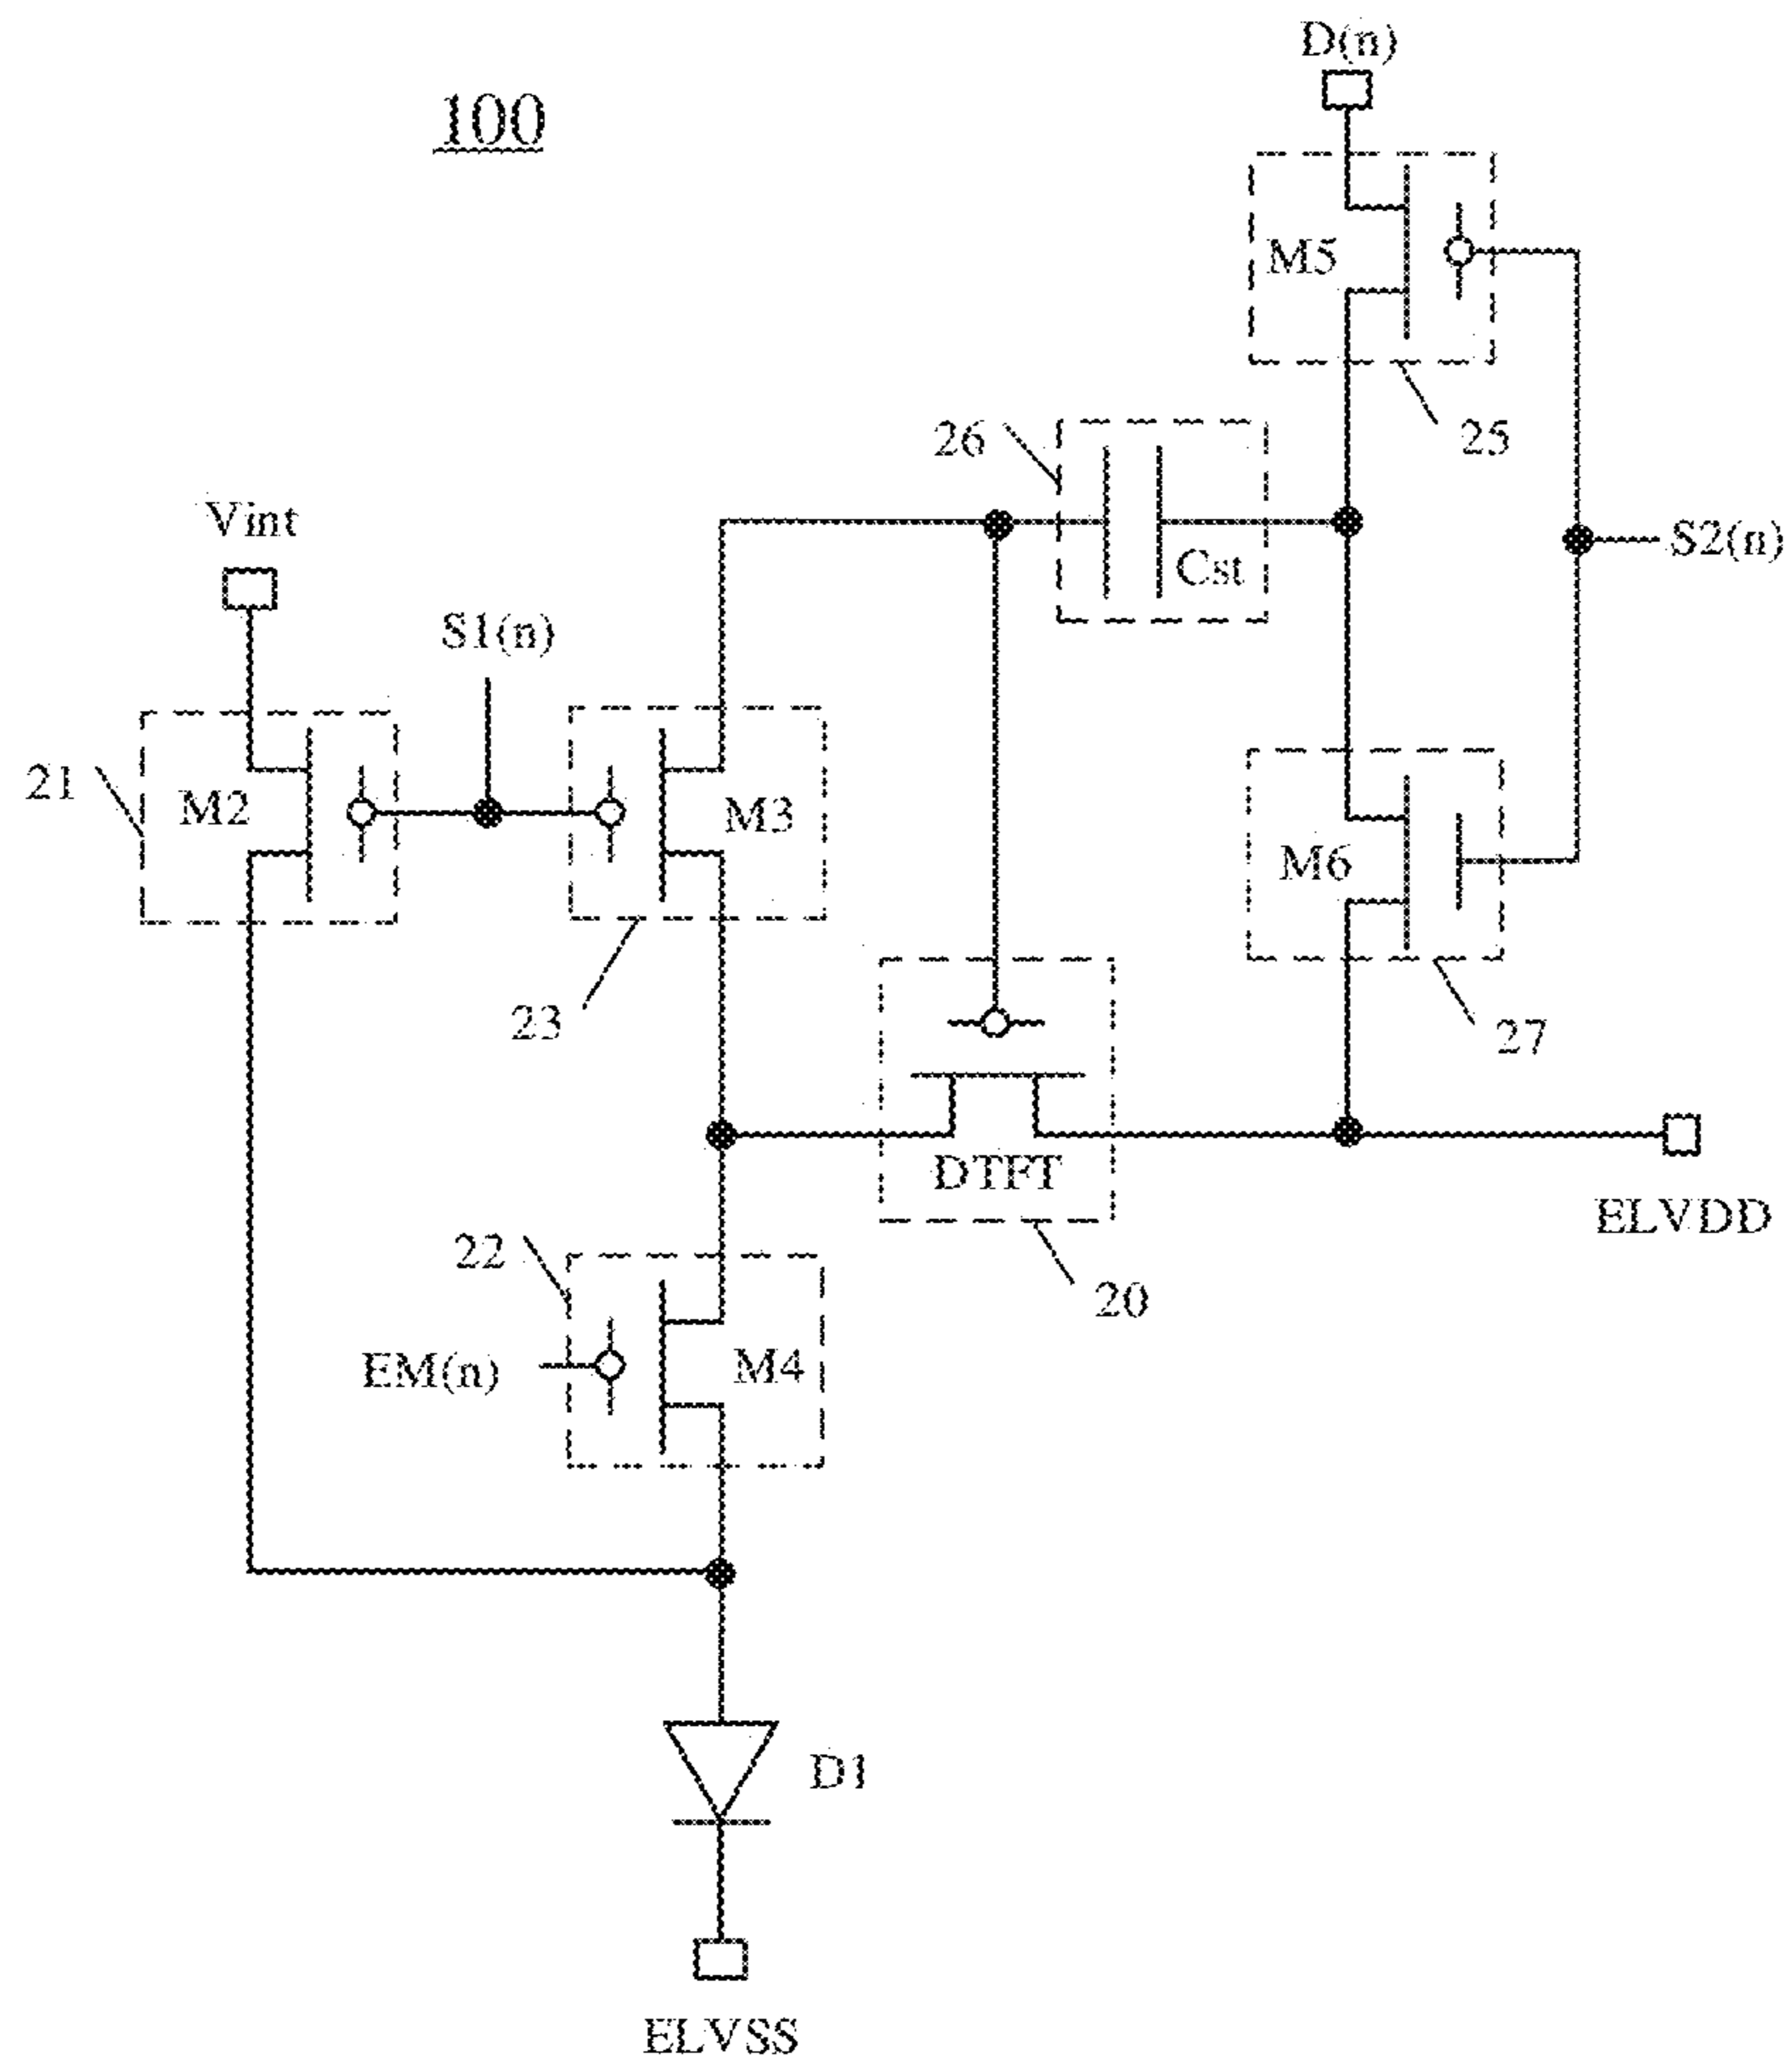 D(n)
100
M5
25
26
Vint
S2(n)
Cst
S1(n)
21
M2
M3
M6
23
27
DTFT
ELVDD
22
20
EM(n)
M4
D1
ELVSS